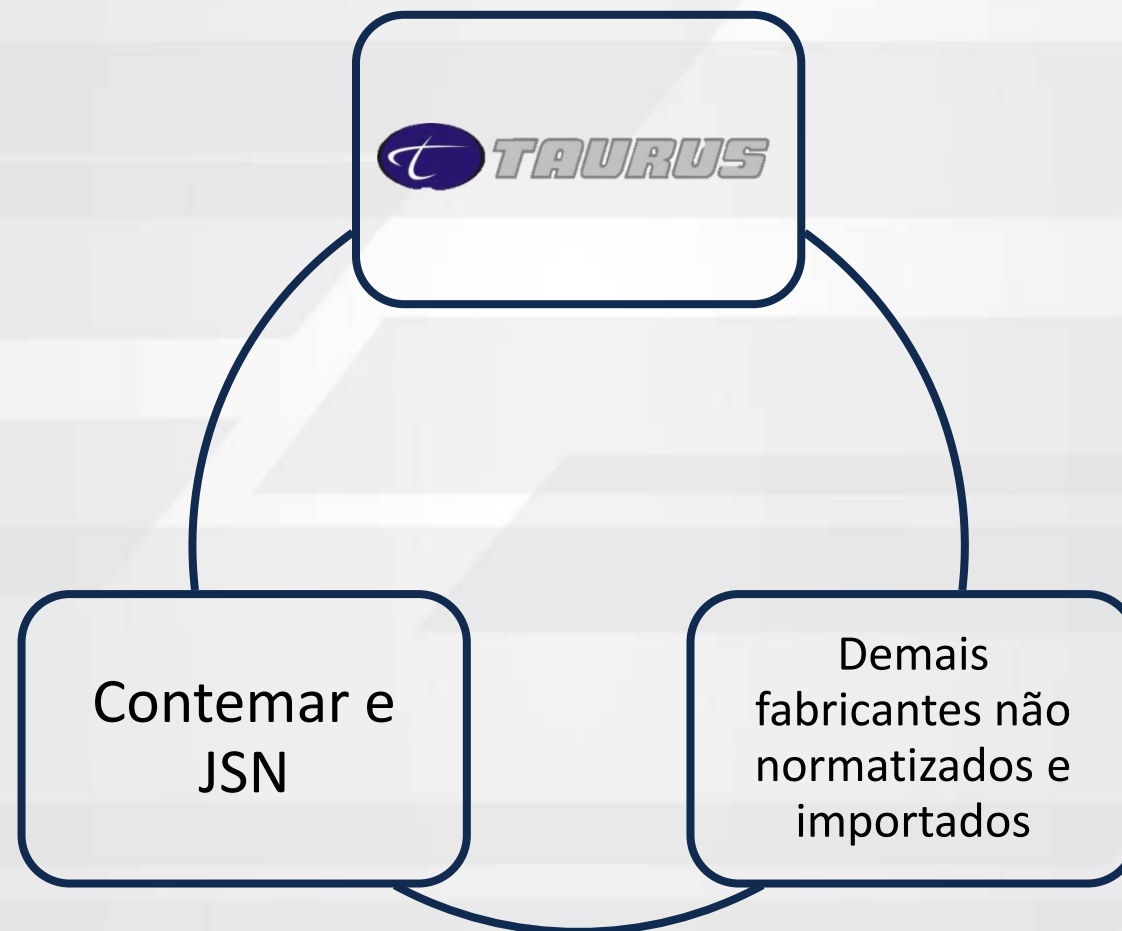 TAURUS
Contemar e
JSN
Demais
fabricantes não
normatizados e
importados